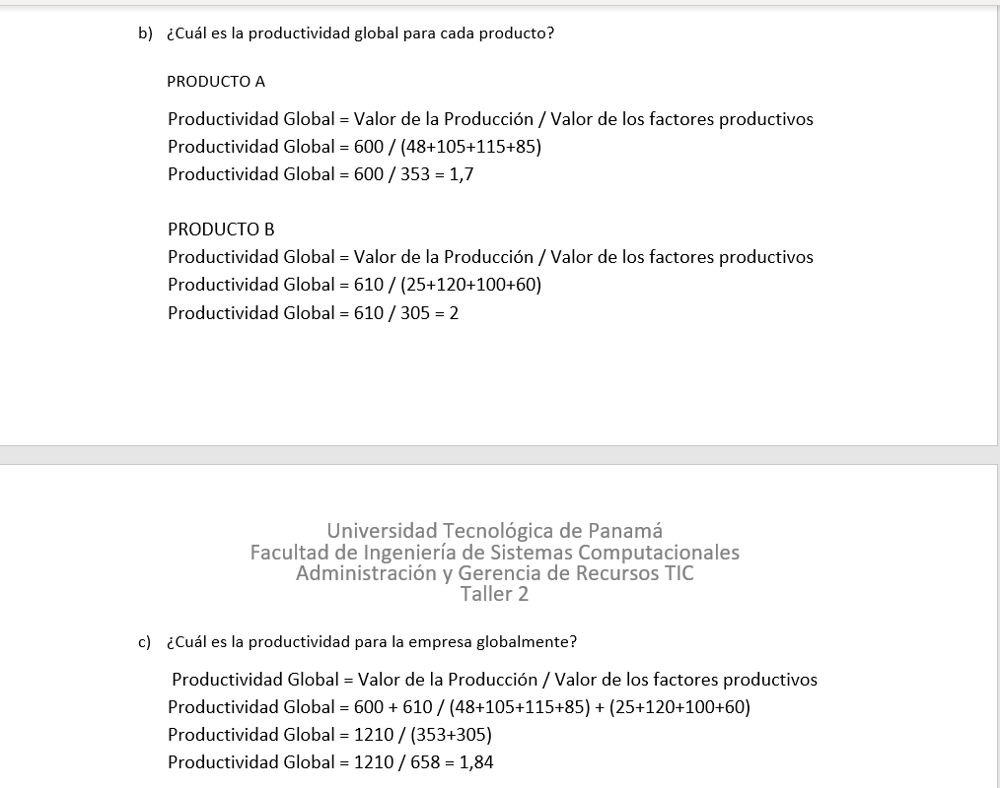 b) ¿Cuál es la productividad global para cada producto?
PRODUCTO A
Productividad Global = Valor de la Producción / Valor de los factores productivos
Productividad Global = 600 / (48+105+115+85)
Productividad Global = 600 / 353 = 1,7
PRODUCTO B
Productividad Global = Valor de la Producción / Valor de los factores productivos
Productividad Global = 610 / (25+120+100+60)
Productividad Global = 610 / 305 = 2
Universidad Tecnológica de Panamá
Facultad de Ingeniería de Sistemas Computacionales
Administración y Gerencia de Recursos TIC
Taller 2
c) ¿Cuál es la productividad para la empresa globalmente?
Productividad Global = Valor de la Producción / Valor de los factores productivos
Productividad Global = 600 + 610 / (48+105+115+85) + (25+120+100+60)
Productividad Global = 1210 / (353+305)
Productividad Global = 1210 / 658 = 1,84